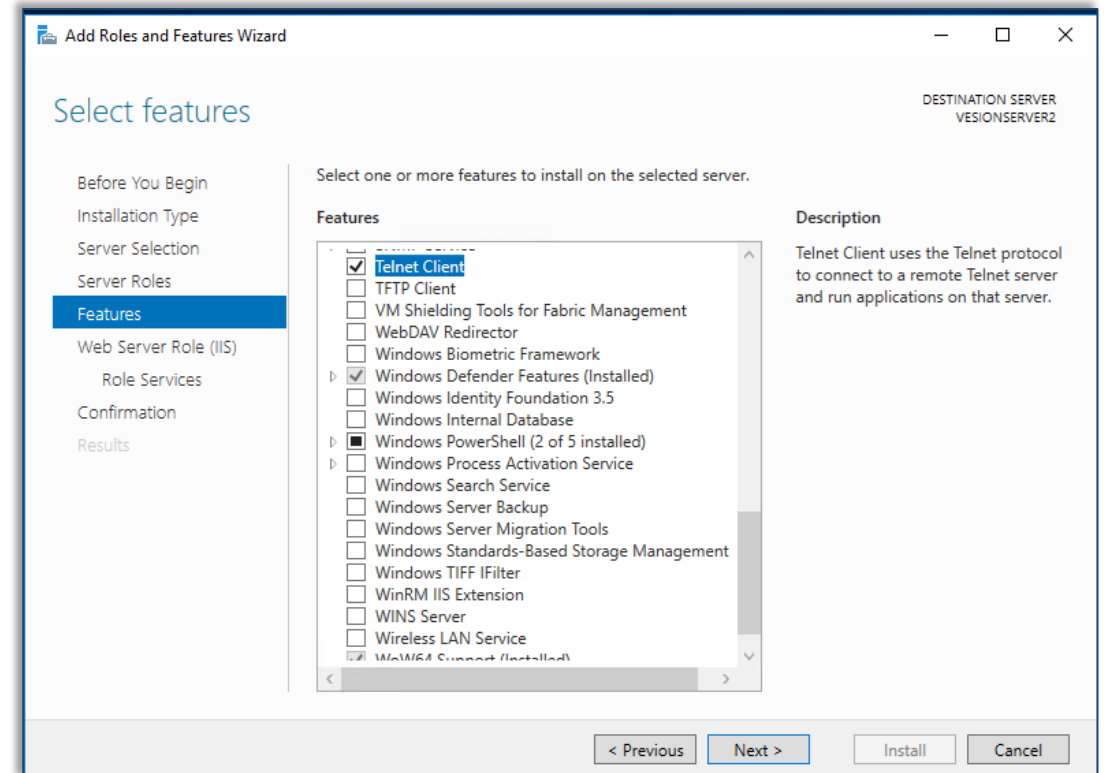 Add Roles and Features Wizard
Select features
DESTINATION SERVER
VESIONSERVER2
Before You Begin
Installation Type
Server Selection
Server Roles
Features
Web Server Role (IIS)
Role Services
Confirmation
Results
Select one or more features to install on the selected server.
Features
Telnet Client
TFTP Client
VM Shielding Tools for Fabric Management
WebDAV Redirector
Windows Biometric Framework
Windows Defender Features (Installed)
Windows Identity Foundation 3.5
Windows Internal Database
Windows PowerShell (2 of 5 installed)
Windows Process Activation Service
Windows Search Service
Windows Server Backup
Windows Server Migration Tools
Windows Standards-Based Storage Management
Windows TIFF IFilter
WinRM IIS Extension
WINS Server
Wireless LAN Service
WoW64 Support (Installed)
Description
Telnet Client uses the Telnet protocol
to connect to a remote Telnet server
and run applications on that server.
< Previous
Next >
Install
Cancel